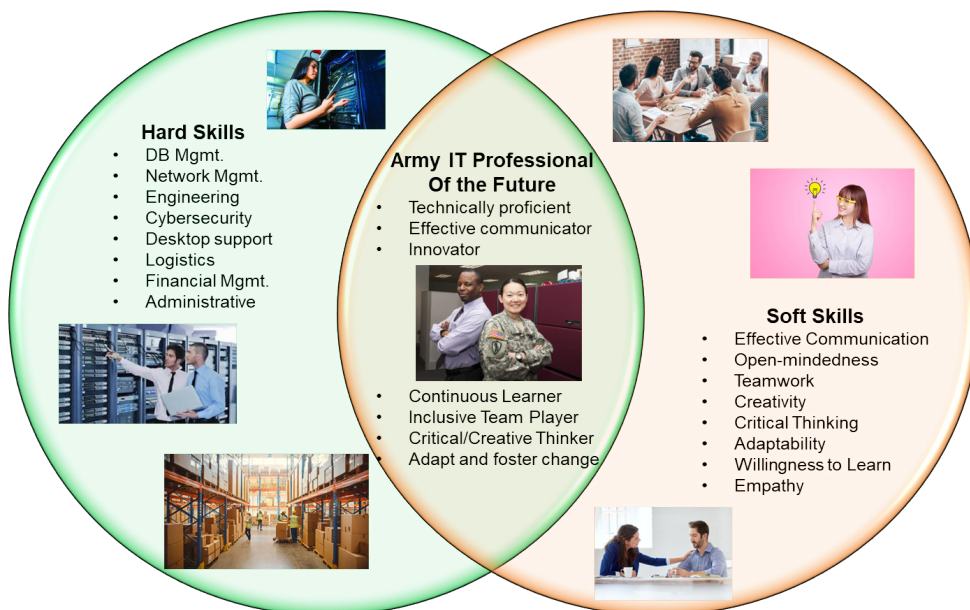 Hard Skills
• DB Mgmt.
• Network Mgmt.
• Engineering
• Cybersecurity
• Desktop support
• Logistics
• Financial Mgmt.
• Administrative
Army IT Professional
Of the Future
• Technically proficient
• Effective communicator
• Innovator
• Continuous Learner
• Inclusive Team Player
• Critical/Creative Thinker
• Adapt and foster change
Soft Skills
• Effective Communication
• Open-mindedness
• Teamwork
• Creativity
• Critical Thinking
• Adaptability
• Willingness to Learn
• Empathy